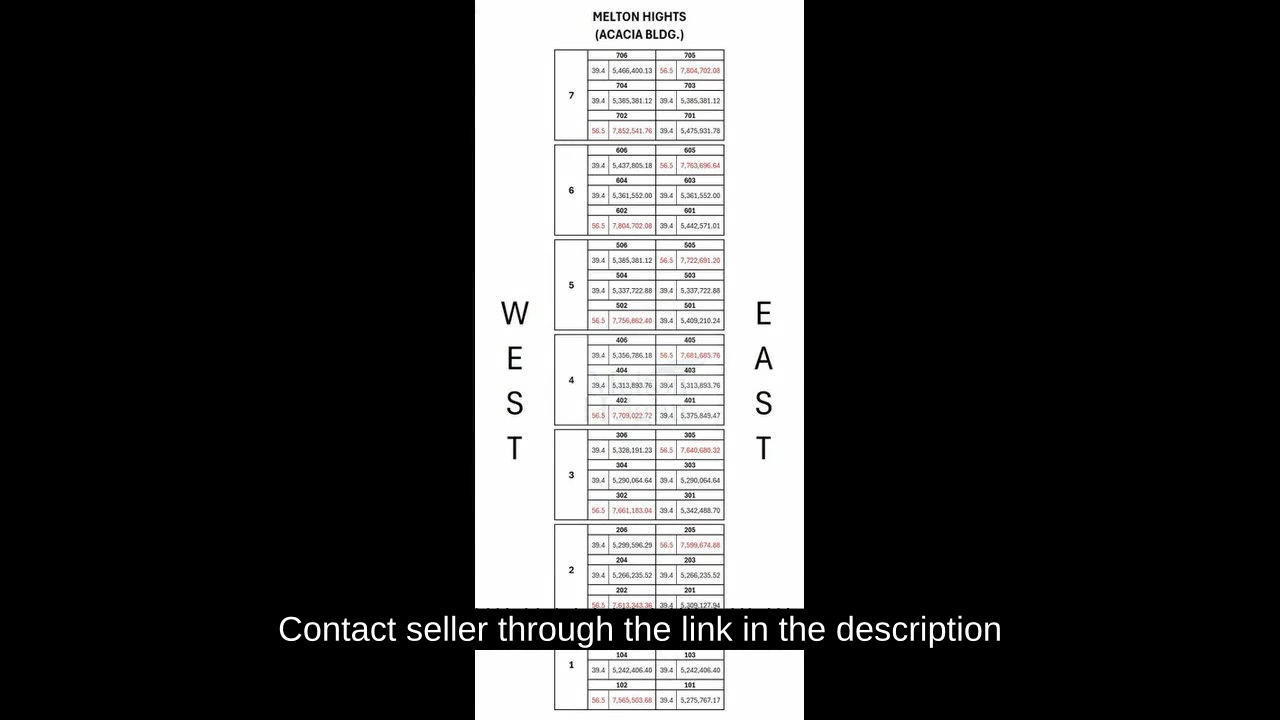 MELTON HIGHTS
(ACACIA BLDG.)
706 705
39.4 5,466,400.13 56.5 7,804,702.08
704 703
7
39.4 5,385,381.12 39.4 5,385,381.12
702 701
56.5 7,852,541.76 39.4 5,475,931.78
606 605
39.4 5,437,805.18 56.5 7,763,696.64
604 603
6
39.4 5,361,552.00 39.4 5,361,552.00
602 601
56.5 7,804,702.08 39.4 5,442,571.01
506 505
39.4 5,385,381.12 56.5 7,722,691.20
504 503
5
39.4 5,337,722.88 39.4 5,337,722.88
502 501
56.5 7,756,862.40 39.4 5,409,210.24
406 405
39.4 5,356,786.18 56.5 7,681,685.76
404 403
4
39.4 5,313,893.76 39.4 5,313,893.76
402 401
56.5 7,709,022.72 39.4 5,375,849.47
306 305
39.4 5,328,191.23 56.5 7,640,680.32
304 303
3
39.4 5,290,064.64 39.4 5,290,064.64
302 301
56.5 7,661,183.04 39.4 5,342,488.70
206 205
39.4 5,299,596.29 56.5 7,599,674.88
204 203
2
39.4 5,266,235.52 39.4 5,266,235.52
202 201
56.5 7,613,343.36 39.4 5,309,127.94
104 103
1
39.4 5,242,406.40 39.4 5,242,406.40
102 101
56.5 7,565,503.68 39.4 5,275,767.17
WEST
EAST
Contact seller through the link in the description